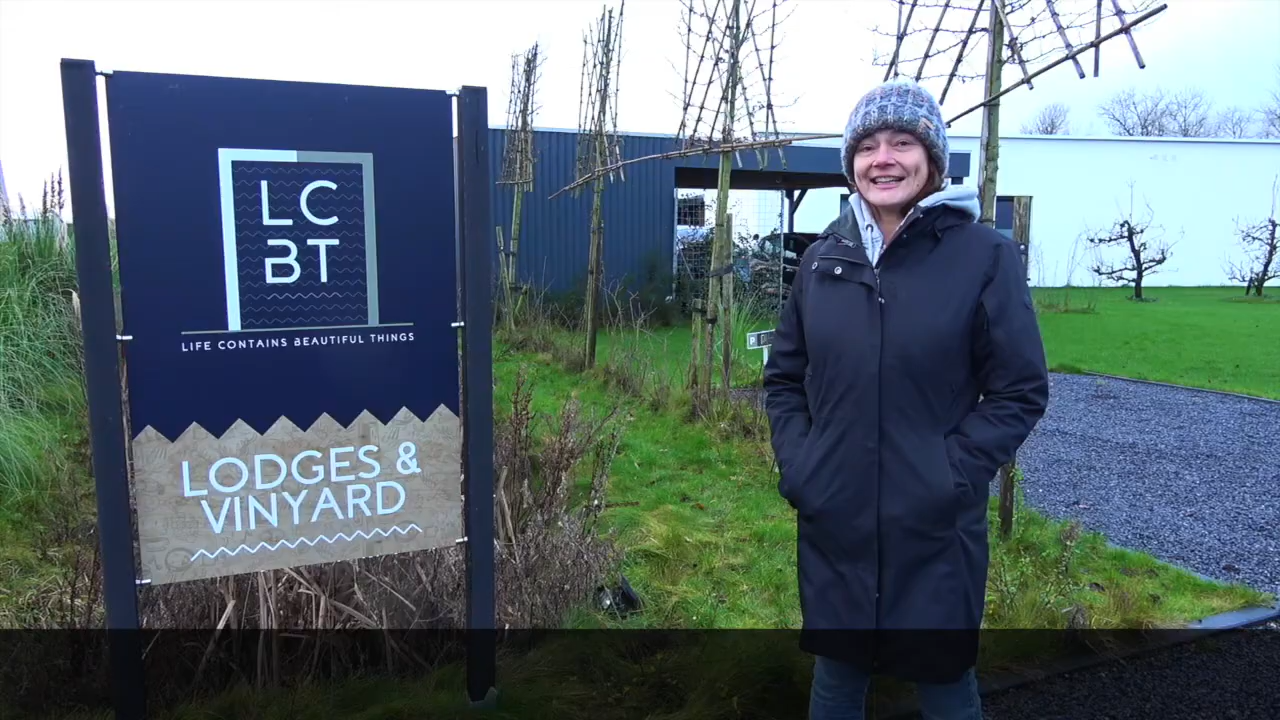 LC
BT
LIFE CONTAINS BEAUTIFUL THINGS
LODGES &
VINYARD
P